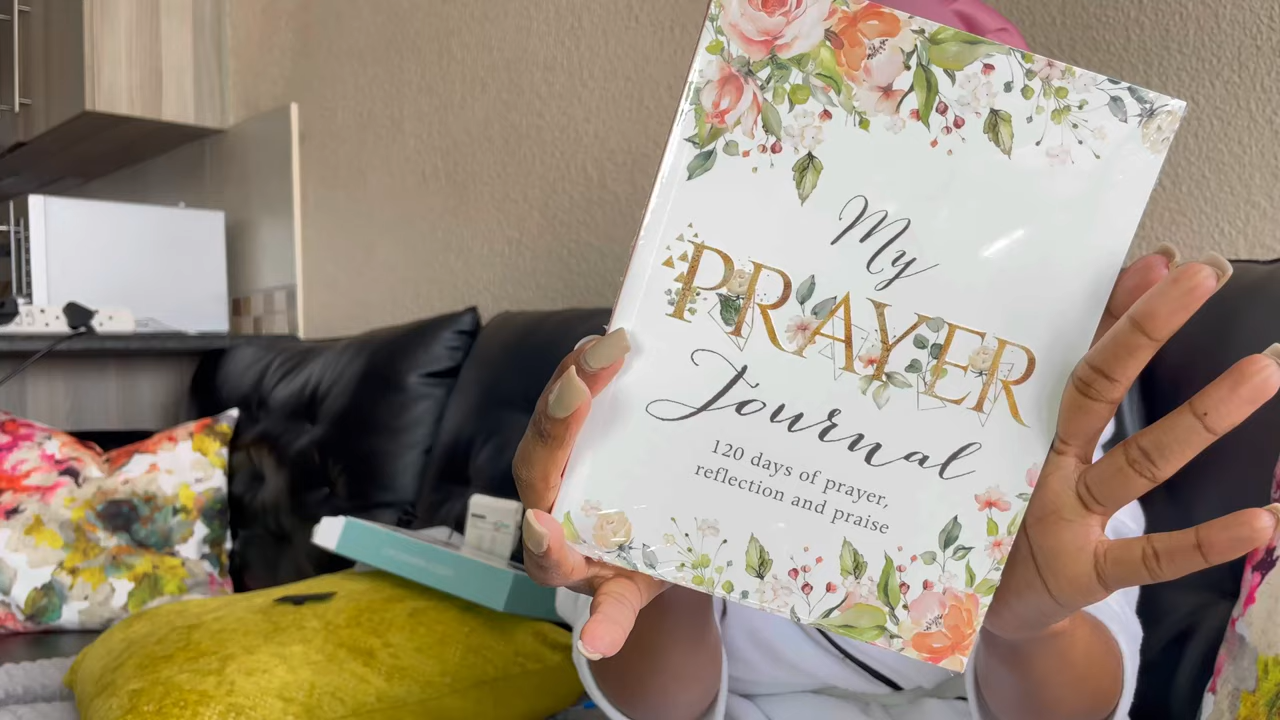 My
PRAYER
Journal
120 days of prayer,
reflection and praise